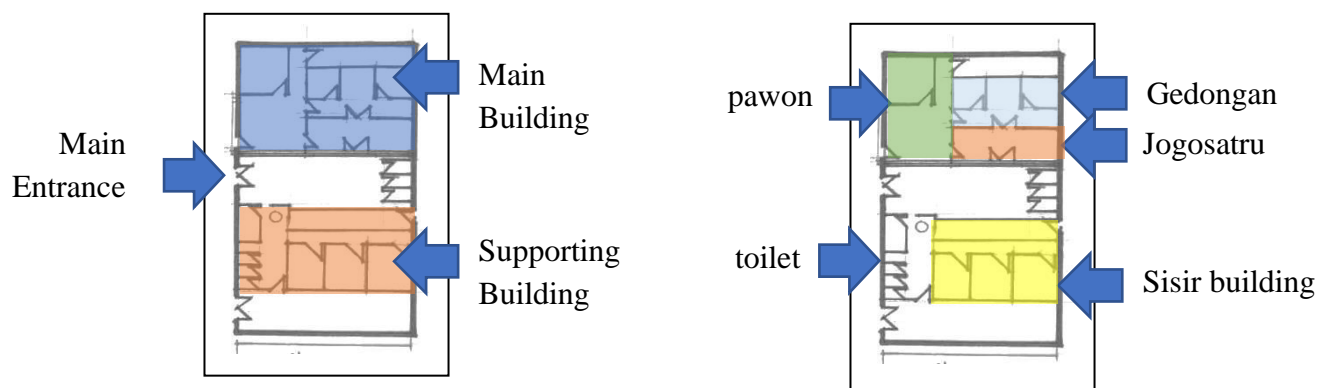 Main
Building
Main
Entrance
Supporting
Building
pawon
Gedongan
Jogosatru
toilet
Sisir building